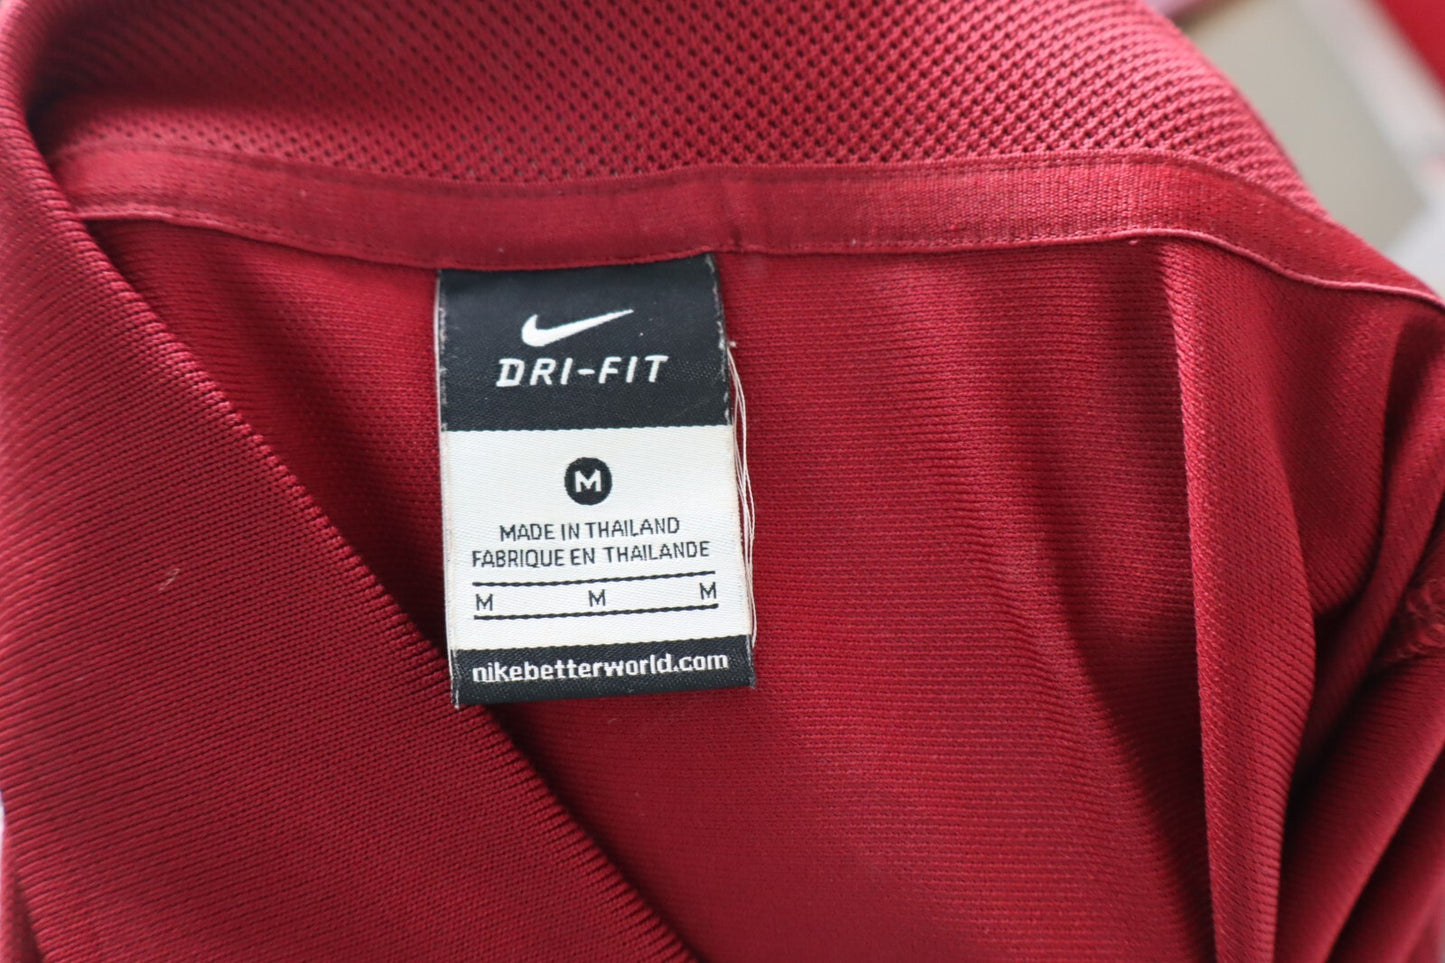 DRI-FIT
M
MADE IN THAILAND
FABRIQUE EN THAILANDE
M M M
nikebetterworld.com